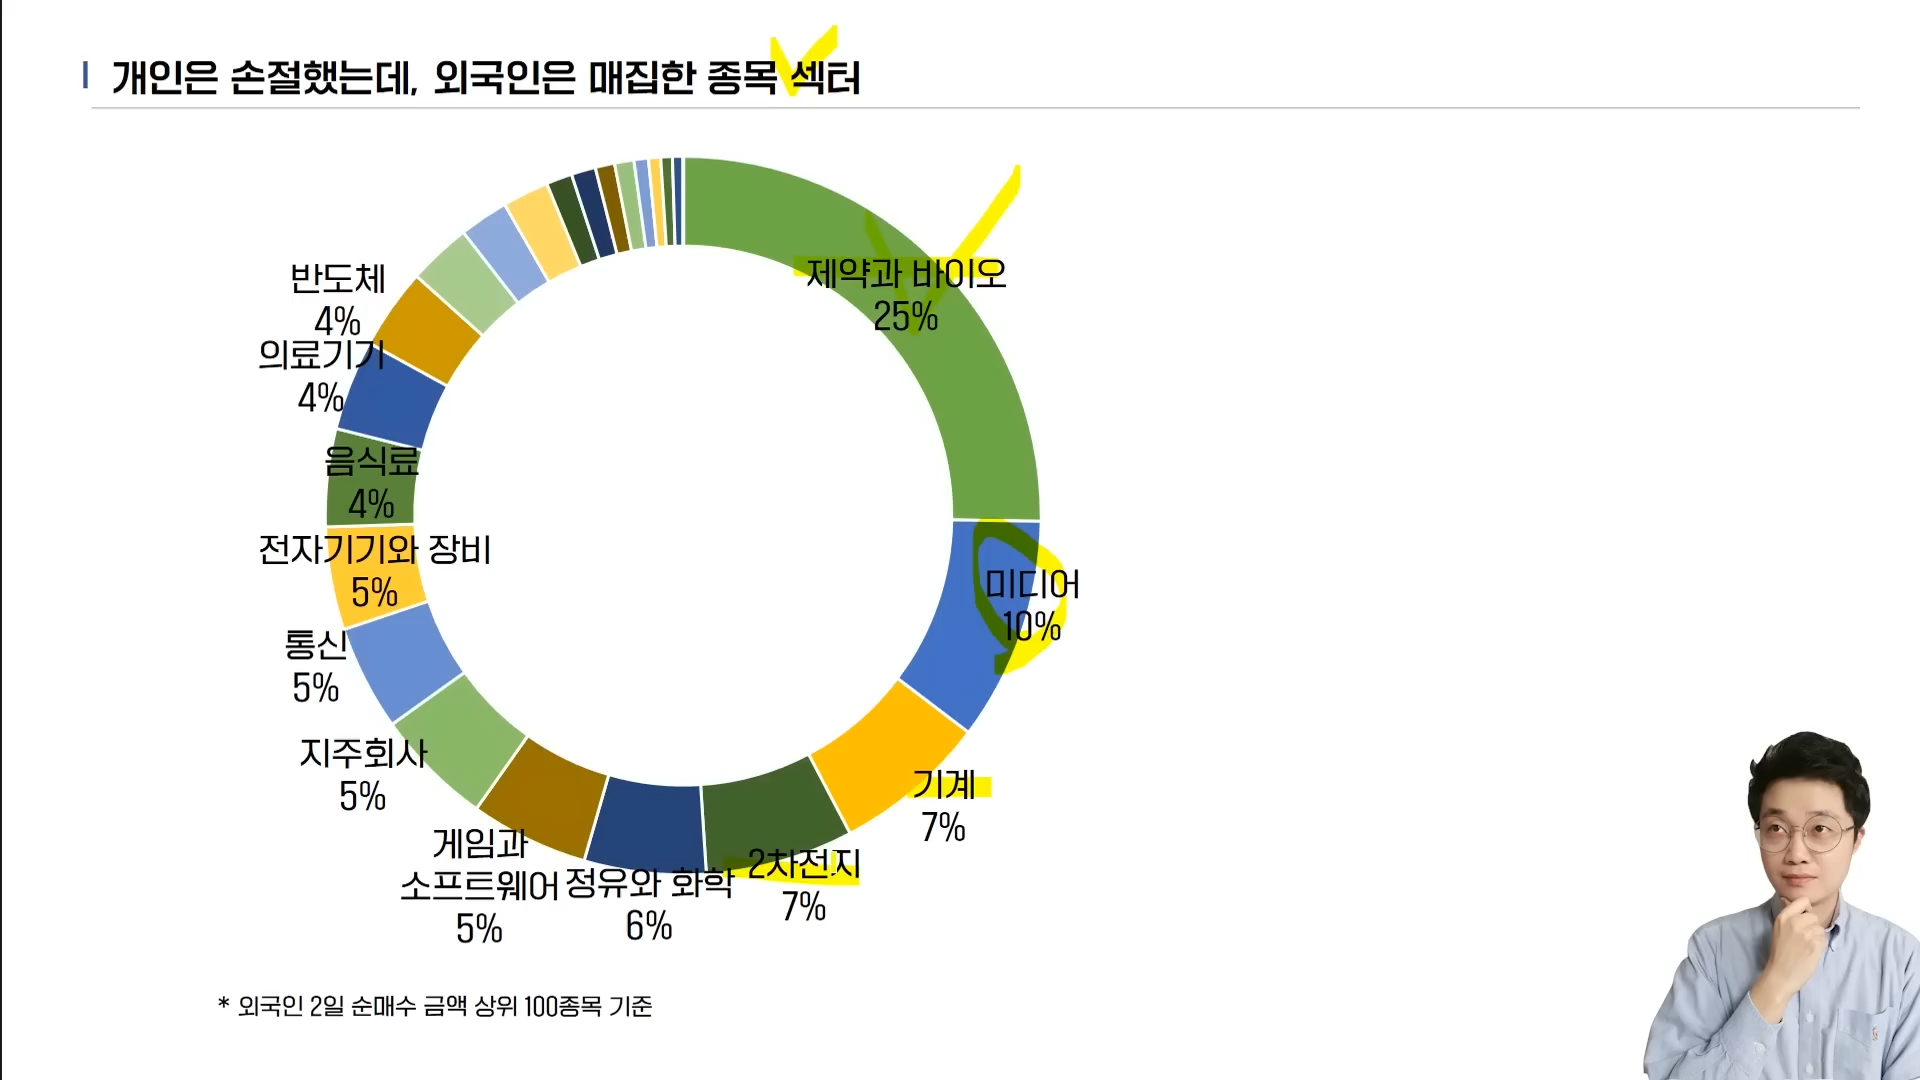 개인은 손절했는데, 외국인은 매집한 종목 섹터
제약과 바이오
25%
미디어
10%
기계
7%
2차전지
7%
정유와 화학
6%
게임과
소프트웨어
5%
지주회사
5%
통신
5%
전자기기와 장비
5%
음식료
4%
의료기기
4%
반도체
4%
* 외국인 2일 순매수 금액 상위 100종목 기준